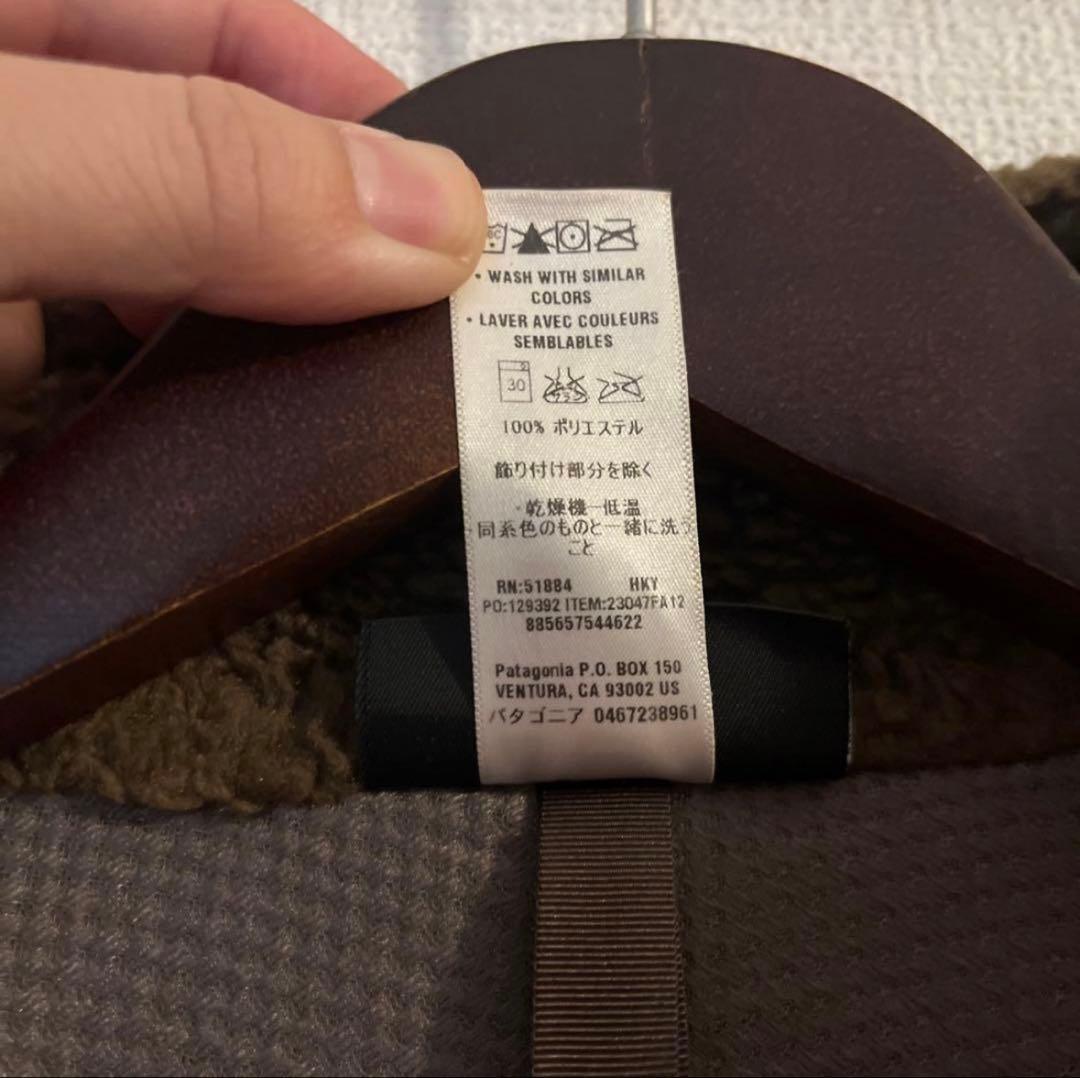 • WASH WITH SIMILAR
COLORS
• LAVER AVEC COULEURS
SEMBLABLES
30
100% ポリエステル
飾り付け部分を除く
・乾燥機−低温
・同系色のものと一緒に洗う
こと
RN:51884 HKY
PO:129392 ITEM:23047FA12
885657544622
Patagonia P.O. BOX 150
VENTURA, CA 93002 US
パタゴニア 0467238961